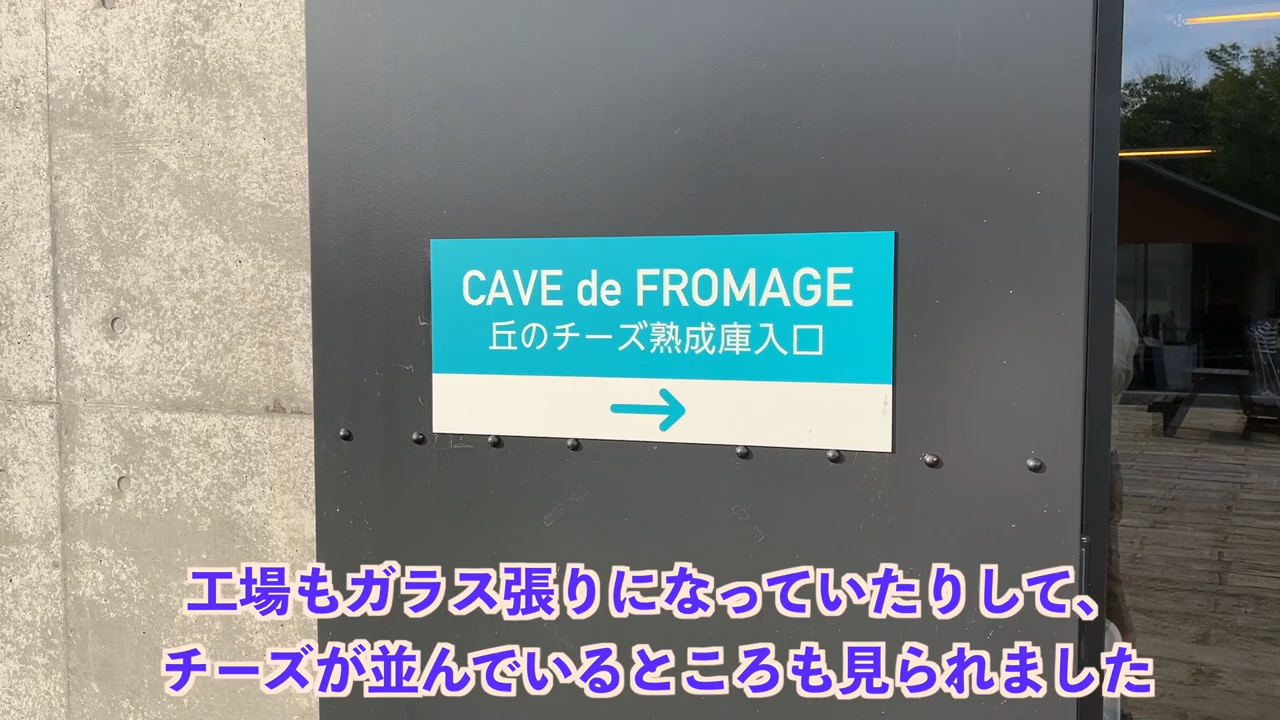 CAVE de FROMAGE
丘のチーズ熟成庫入口
工場もガラス張りになっていたりして、
チーズが並んでいるところも見られました